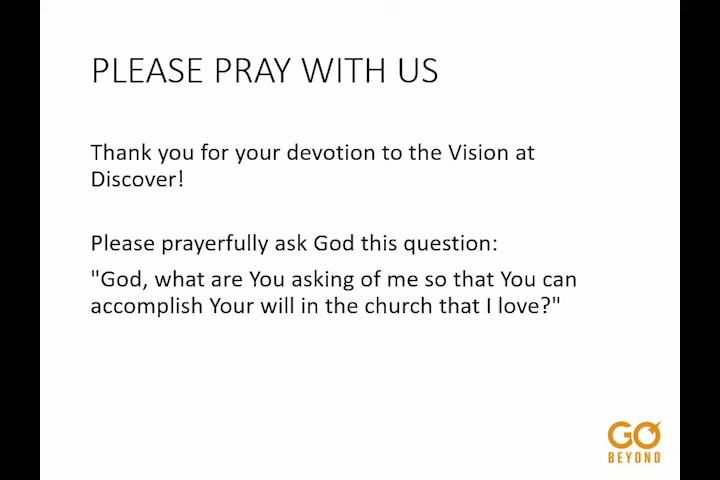 PLEASE PRAY WITH US
Thank you for your devotion to the Vision at
Discover!
Please prayerfully ask God this question:
"God, what are You asking of me so that You can
accomplish Your will in the church that I love?"
GO
BEYOND